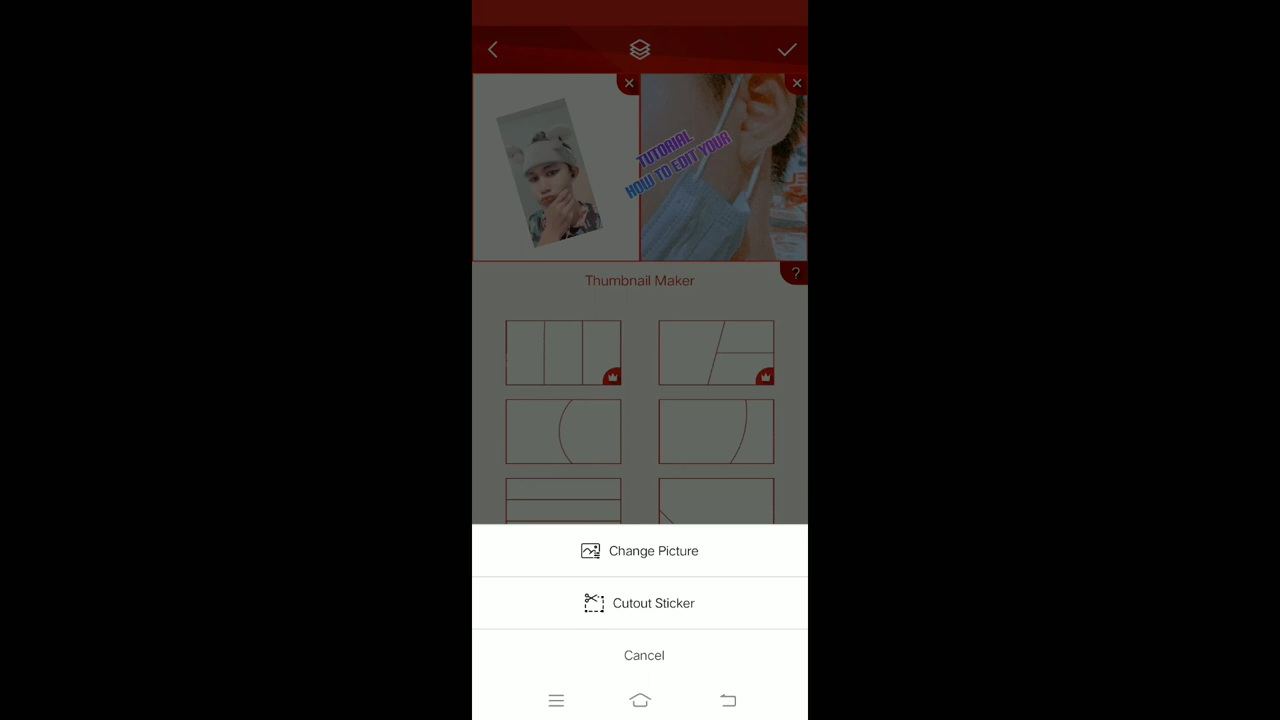 TUTORIAL
HOW TO EDIT YOUR
?
Thumbnail Maker
Change Picture
Cutout Sticker
Cancel